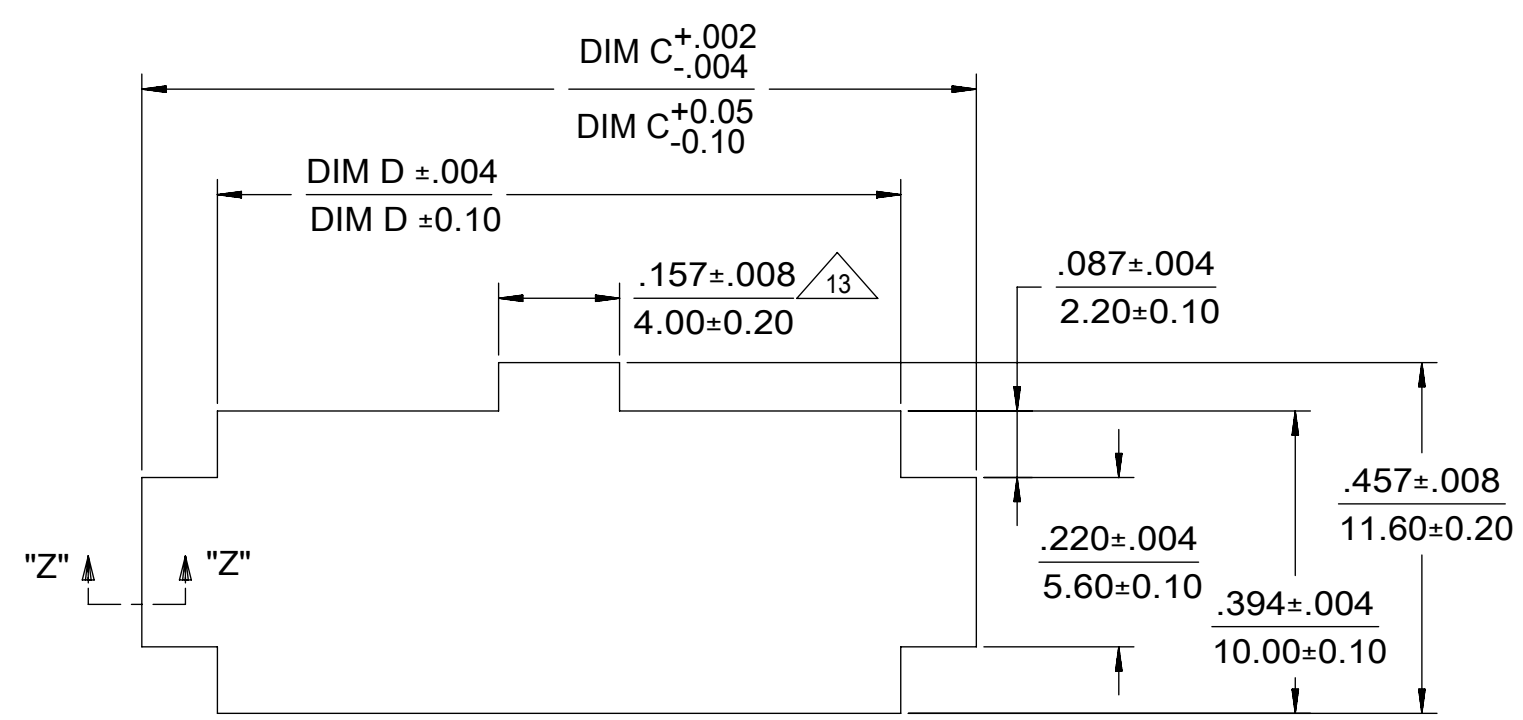 DIM C+.002
-.004
DIM C+0.05
-0.10
DIM D ±.004
DIM D ±0.10
.157±.008
13
4.00±0.20
.087±.004
2.20±0.10
.457±.008
11.60±0.20
"Z" "Z"
.220±.004
5.60±0.10
.394±.004
10.00±0.10